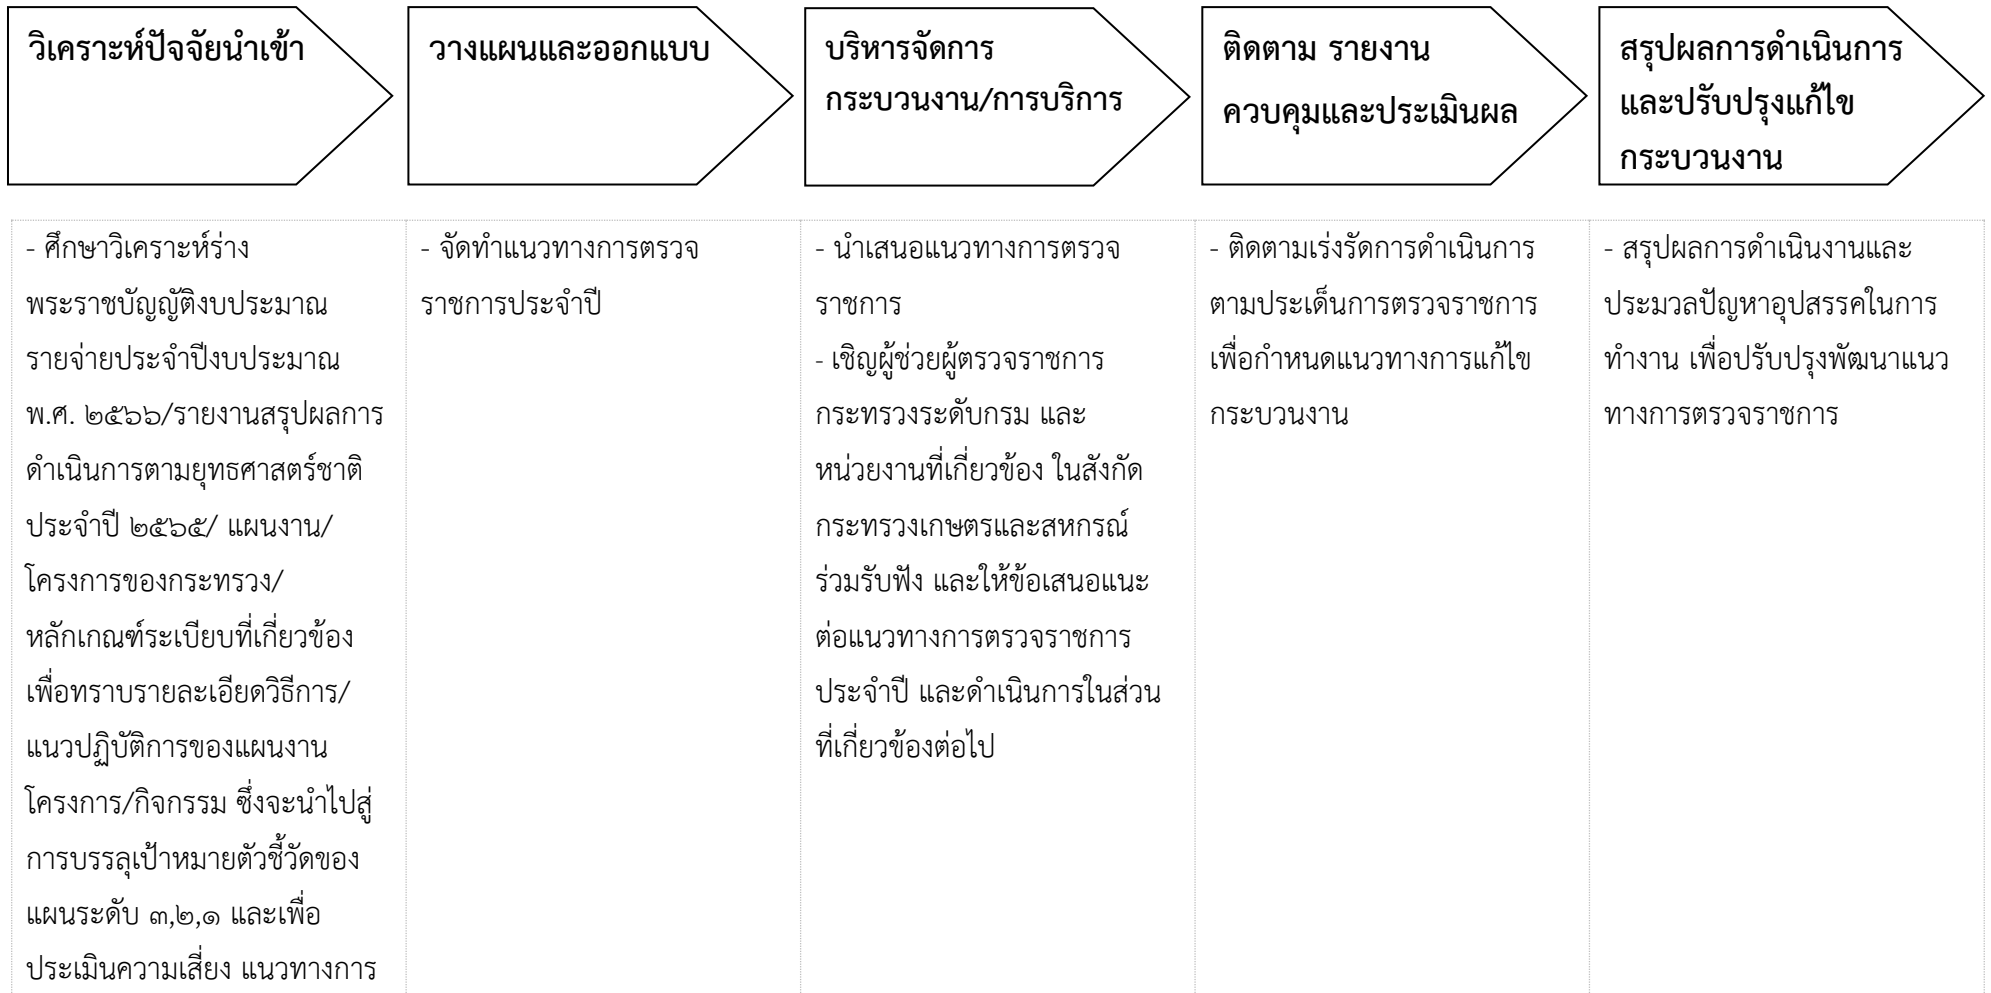 วิเคราะห์ปัจจัยนำเข้า
วางแผนและออกแบบ
บริหารจัดการ
กระบวนงาน/การบริการ
ติดตาม รายงาน
ควบคุมและประเมินผล
สรุปผลการดำเนินการ
และปรับปรุงแก้ไข
กระบวนงาน
- ศึกษาวิเคราะห์ร่าง
พระราชบัญญัติงบประมาณ
รายจ่ายประจำปีงบประมาณ
พ.ศ. ๒๕๖๖/รายงานสรุปผลการ
ดำเนินการตามยุทธศาสตร์ชาติ
ประจำปี ๒๕๖๕/ แผนงาน/
โครงการของกระทรวง/
หลักเกณฑ์ระเบียบที่เกี่ยวข้อง
เพื่อทราบรายละเอียดวิธีการ/
แนวปฏิบัติการของแผนงาน
โครงการ/กิจกรรม ซึ่งจะนำไปสู่
การบรรลุเป้าหมายตัวชี้วัดของ
แผนระดับ ๓,๒,๑ และเพื่อ
ประเมินความเสี่ยง แนวทางการ
- จัดทำแนวทางการตรวจ
ราชการประจำปี
- นำเสนอแนวทางการตรวจ
ราชการ
- เชิญผู้ช่วยผู้ตรวจราชการ
กระทรวงระดับกรม และ
หน่วยงานที่เกี่ยวข้อง ในสังกัด
กระทรวงเกษตรและสหกรณ์
ร่วมรับฟัง และให้ข้อเสนอแนะ
ต่อแนวทางการตรวจราชการ
ประจำปี และดำเนินการในส่วน
ที่เกี่ยวข้องต่อไป
- ติดตามเร่งรัดการดำเนินการ
ตามประเด็นการตรวจราชการ
เพื่อกำหนดแนวทางการแก้ไข
กระบวนงาน
- สรุปผลการดำเนินงานและ
ประมวลปัญหาอุปสรรคในการ
ทำงาน เพื่อปรับปรุงพัฒนาแนว
ทางการตรวจราชการ